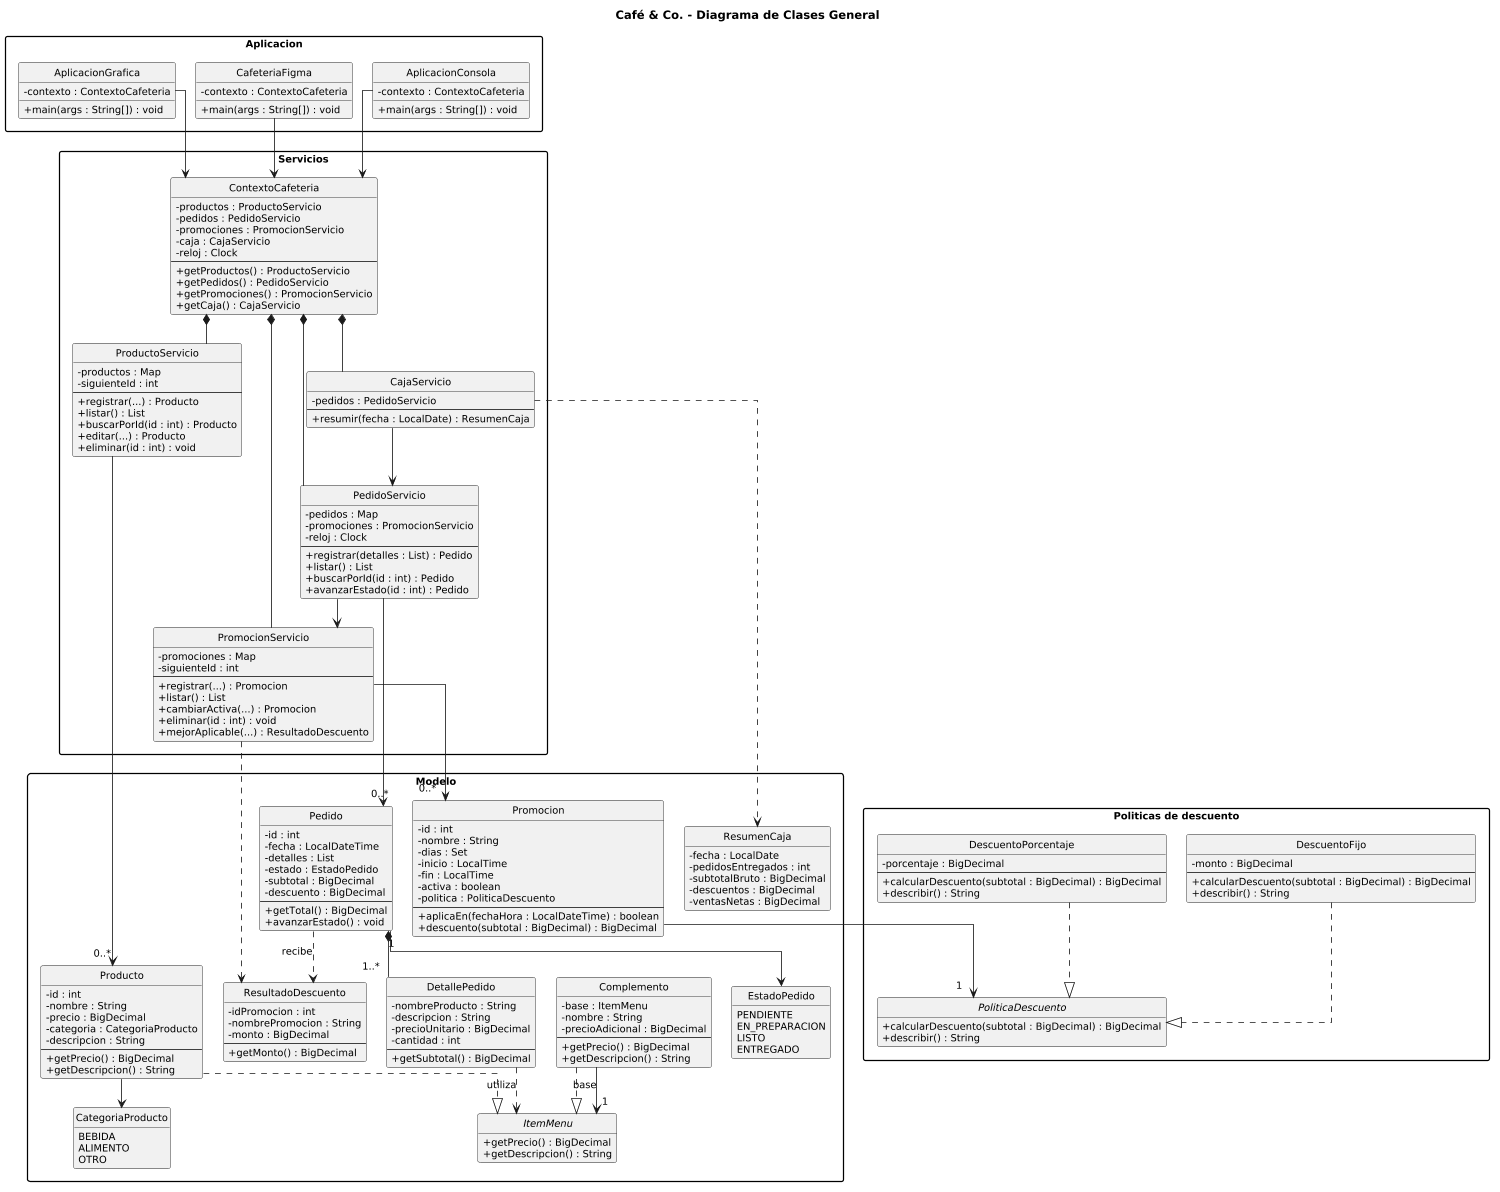 Café & Co. - Diagrama de Clases General
Aplicacion
AplicacionGrafica
-contexto : ContextoCafeteria
+main(args : String[]) : void
CafeteriaFigma
-contexto : ContextoCafeteria
+main(args : String[]) : void
AplicacionConsola
-contexto : ContextoCafeteria
+main(args : String[]) : void
Servicios
ContextoCafeteria
-productos : ProductoServicio
-pedidos : PedidoServicio
-promociones : PromocionServicio
-caja : CajaServicio
-reloj : Clock
+getProductos() : ProductoServicio
+getPedidos() : PedidoServicio
+getPromociones() : PromocionServicio
+getCaja() : CajaServicio
ProductoServicio
-productos : Map
-siguienteId : int
+registrar(...) : Producto
+listar() : List
+buscarPorId(id : int) : Producto
+editar(...) : Producto
+eliminar(id : int) : void
CajaServicio
-pedidos : PedidoServicio
+resumir(fecha : LocalDate) : ResumenCaja
PedidoServicio
-pedidos : Map
-promociones : PromocionServicio
-reloj : Clock
+registrar(detalles : List) : Pedido
+listar() : List
+buscarPorId(id : int) : Pedido
+avanzarEstado(id : int) : Pedido
PromocionServicio
-promociones : Map
-siguienteId : int
+registrar(...) : Promocion
+listar() : List
+cambiarActiva(...) : Promocion
+eliminar(id : int) : void
+mejorAplicable(...) : ResultadoDescuento
Modelo
0..*
0..*
Pedido
-id : int
-fecha : LocalDateTime
-detalles : List
-estado : EstadoPedido
-subtotal : BigDecimal
-descuento : BigDecimal
+getTotal() : BigDecimal
+avanzarEstado() : void
Promocion
-id : int
-nombre : String
-dias : Set
-inicio : LocalTime
-fin : LocalTime
-activa : boolean
-politica : PoliticaDescuento
+aplicaEn(fechaHora : LocalDateTime) : boolean
+descuento(subtotal : BigDecimal) : BigDecimal
ResumenCaja
-fecha : LocalDate
-pedidosEntregados : int
-subtotalBruto : BigDecimal
-descuentos : BigDecimal
-ventasNetas : BigDecimal
Politicas de descuento
DescuentoPorcentaje
-porcentaje : BigDecimal
+calcularDescuento(subtotal : BigDecimal) : BigDecimal
+describir() : String
DescuentoFijo
-monto : BigDecimal
+calcularDescuento(subtotal : BigDecimal) : BigDecimal
+describir() : String
0..*
recibe
1
1..*
1
Producto
-id : int
-nombre : String
-precio : BigDecimal
-categoria : CategoriaProducto
-descripcion : String
+getPrecio() : BigDecimal
+getDescripcion() : String
ResultadoDescuento
-idPromocion : int
-nombrePromocion : String
-monto : BigDecimal
+getMonto() : BigDecimal
DetallePedido
-nombreProducto : String
-descripcion : String
-precioUnitario : BigDecimal
-cantidad : int
+getSubtotal() : BigDecimal
Complemento
-base : ItemMenu
-nombre : String
-precioAdicional : BigDecimal
+getPrecio() : BigDecimal
+getDescripcion() : String
EstadoPedido
PENDIENTE
EN_PREPARACION
LISTO
ENTREGADO
PoliticaDescuento
+calcularDescuento(subtotal : BigDecimal) : BigDecimal
+describir() : String
utiliza
base
1
CategoriaProducto
BEBIDA
ALIMENTO
OTRO
ItemMenu
+getPrecio() : BigDecimal
+getDescripcion() : String